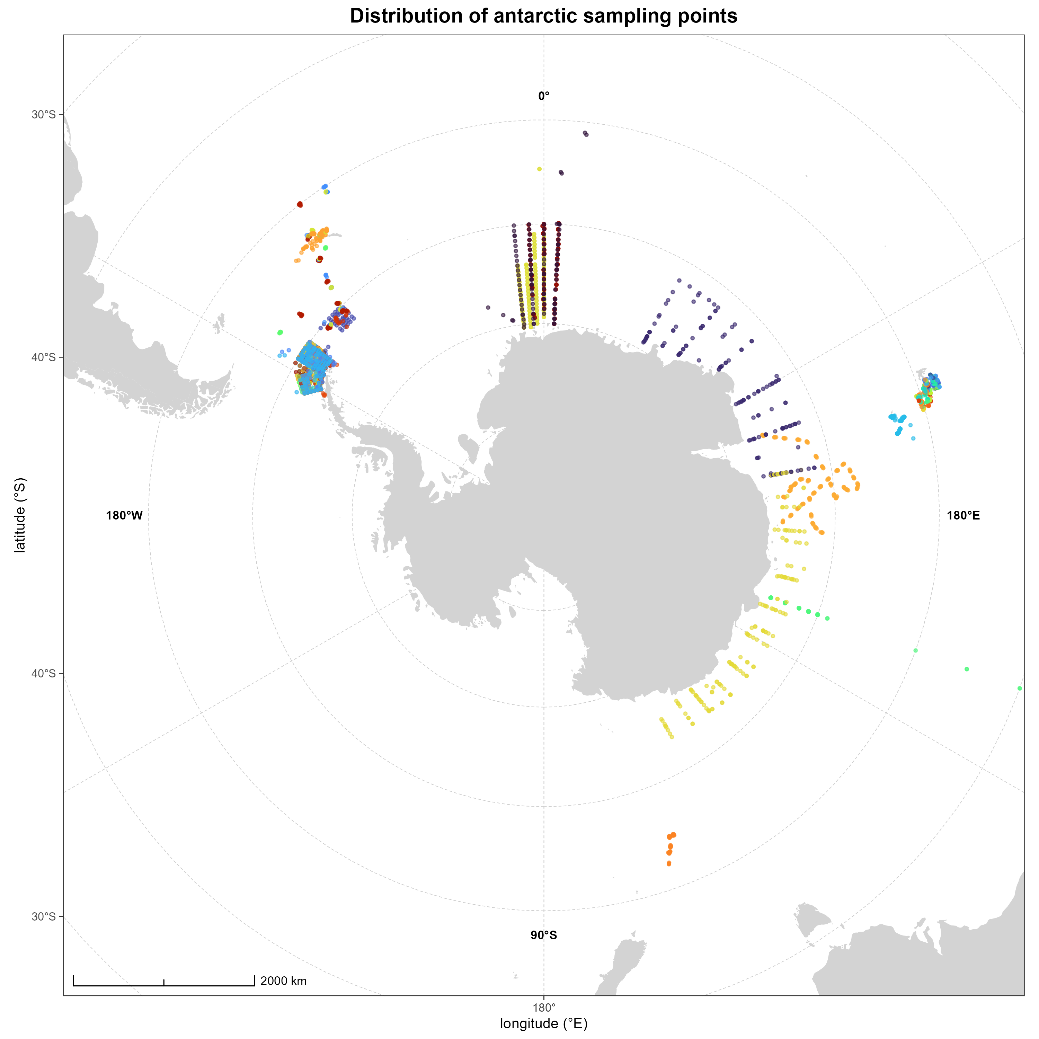 Distribution of antarctic sampling points
30°S
0°
40°S
180°W
180°E
40°S
30°S
90°S
2000 km
180°
longitude (°E)
latitude (°S)